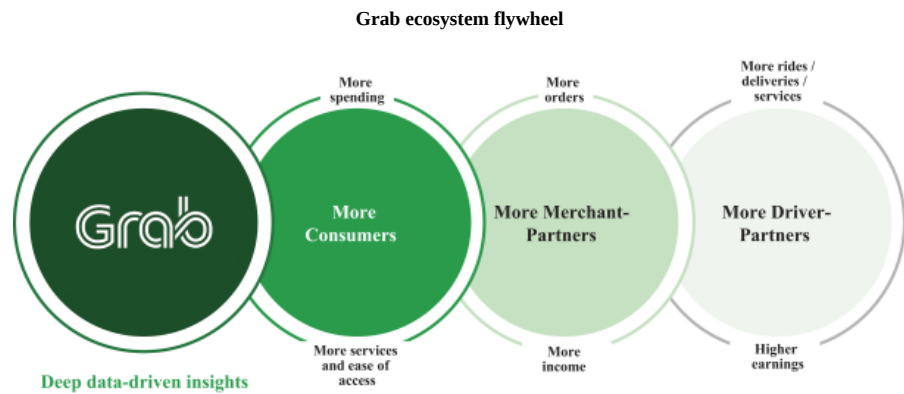 Grab ecosystem flywheel
More
spending
More
orders
More rides /
deliveries /
services
Grab
More
Consumers
More Merchant-
Partners
More Driver-
Partners
More services
and ease of
access
More
income
Higher
earnings
Deep data-driven insights